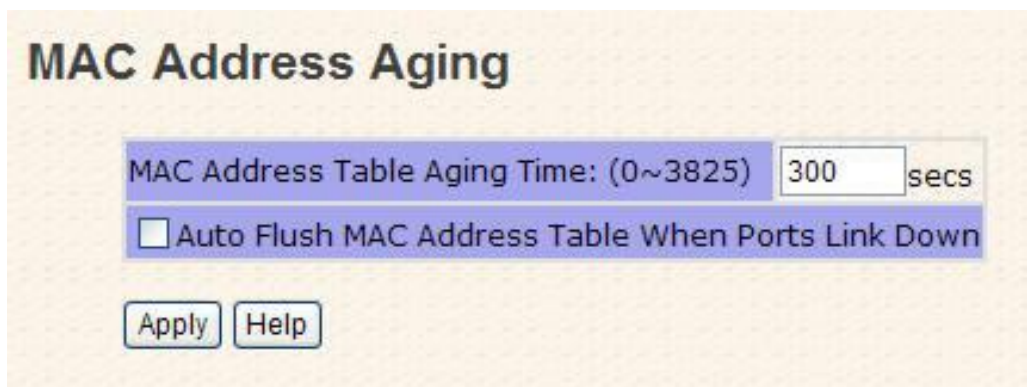 MAC Address Aging
MAC Address Table Aging Time: (0~3825) 300 secs
Auto Flush MAC Address Table When Ports Link Down
Apply Help